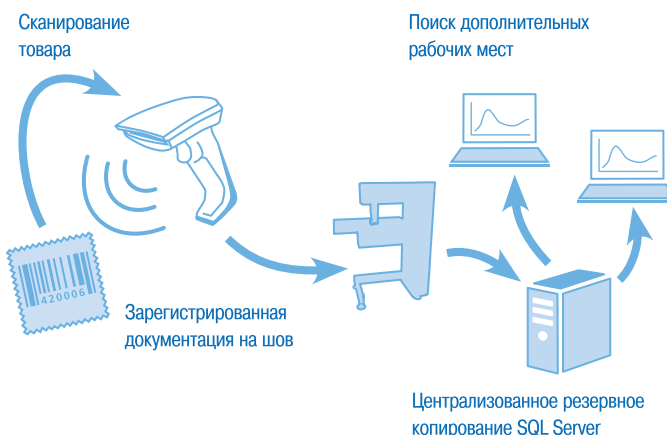 Сканирование
товара
Поиск дополнительных
рабочих мест
420006
Зарегистрированная
документация на шов
Централизованное резервное
копирование SQL Server